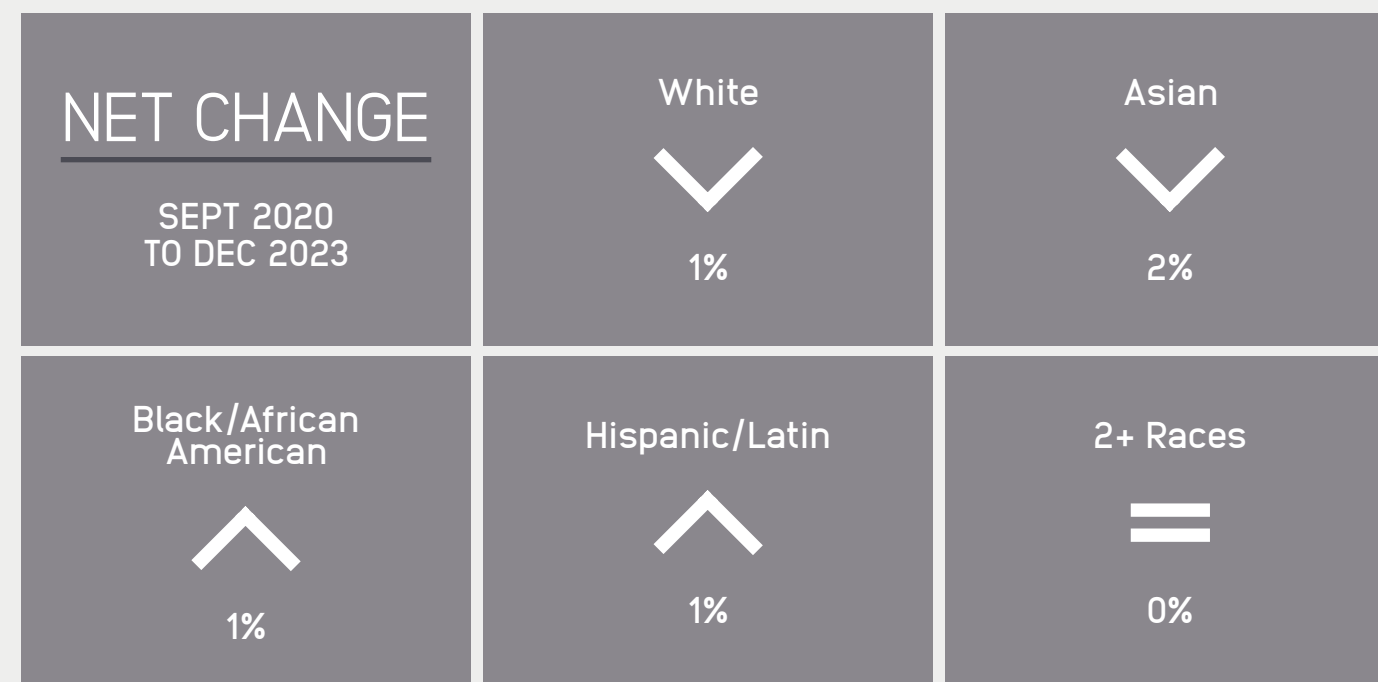 NET CHANGE
SEPT 2020
TO DEC 2023
White
1%
Asian
2%
Black/African
American
1%
Hispanic/Latin
1%
2+ Races
=
0%